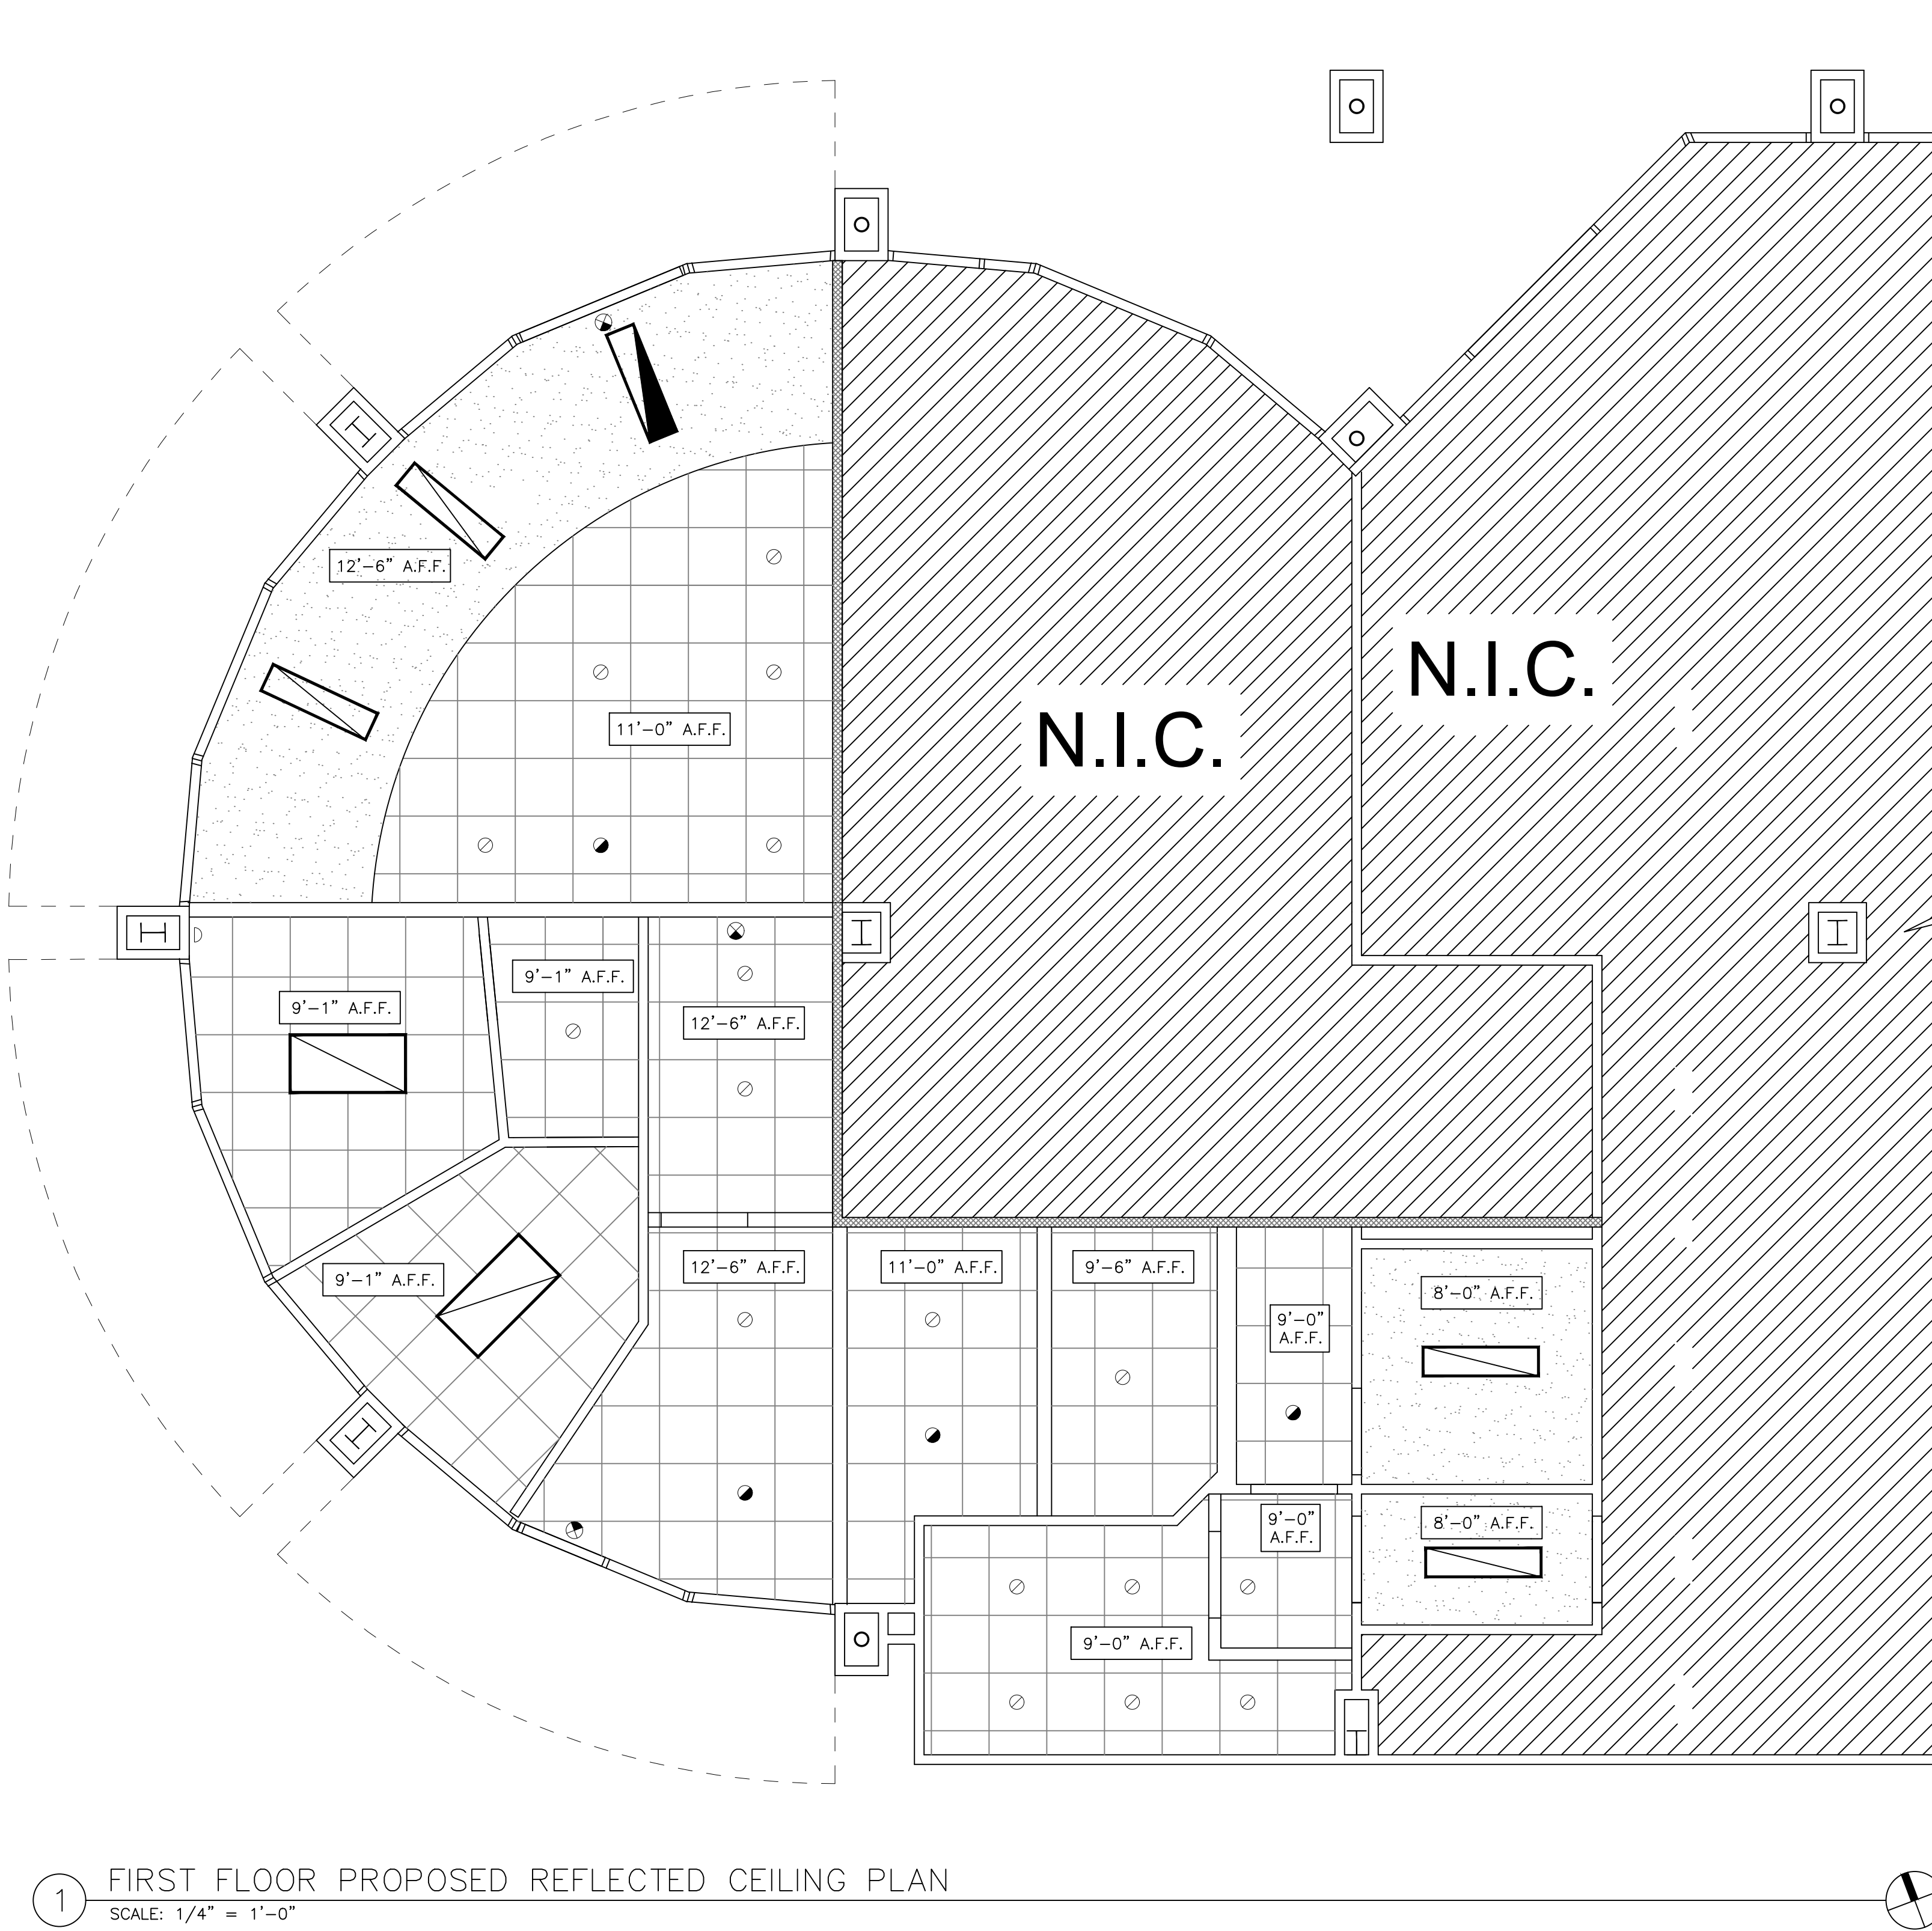 N.I.C.
N.I.C.
12'-6" A.F.F.
11'-0" A.F.F.
9'-1" A.F.F.
9'-1" A.F.F.
12'-6" A.F.F.
9'-1" A.F.F.
12'-6" A.F.F.
11'-0" A.F.F.
9'-6" A.F.F.
9'-0"
A.F.F.
8'-0" A.F.F.
9'-0"
A.F.F.
8'-0" A.F.F.
9'-0" A.F.F.
1
FIRST FLOOR PROPOSED REFLECTED CEILING PLAN
SCALE: 1/4" = 1'-0"